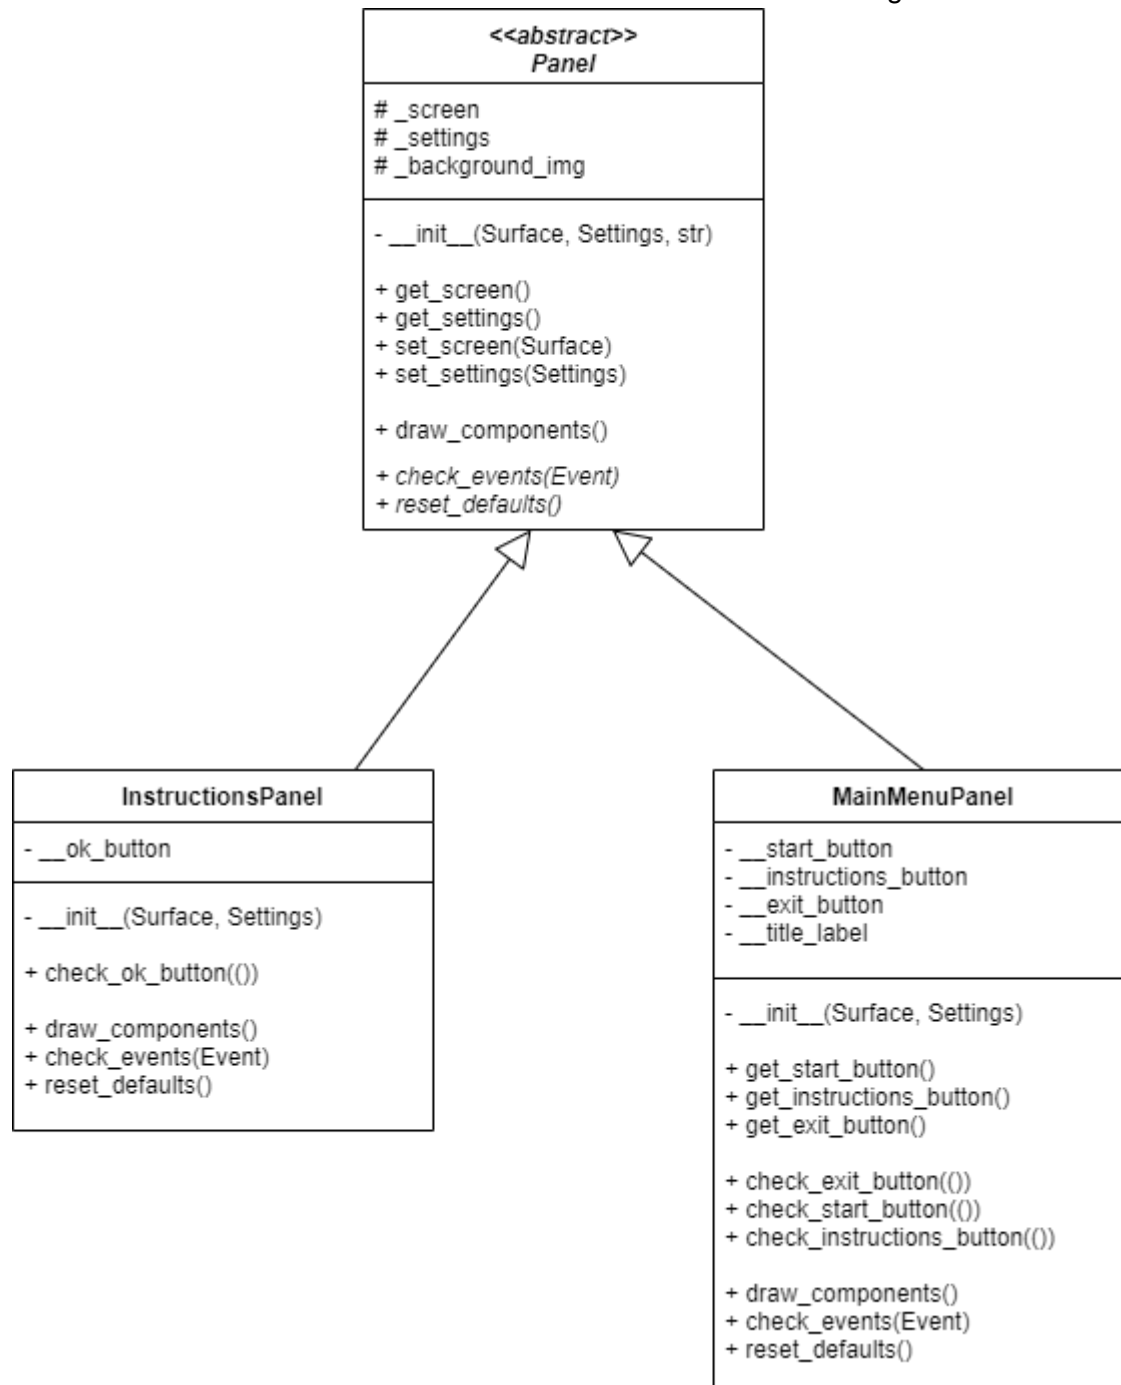 <<abstract>>
Panel
# _screen
# _settings
# _background_img
- __init__(Surface, Settings, str)
+ get_screen()
+ get_settings()
+ set_screen(Surface)
+ set_settings(Settings)
+ draw_components()
+ check_events(Event)
+ reset_defaults()
InstructionsPanel
- __ok_button
- __init__(Surface, Settings)
+ check_ok_button(())
+ draw_components()
+ check_events(Event)
+ reset_defaults()
MainMenuPanel
- __start_button
- __instructions_button
- __exit_button
- __title_label
- __init__(Surface, Settings)
+ get_start_button()
+ get_instructions_button()
+ get_exit_button()
+ check_exit_button(())
+ check_start_button(())
+ check_instructions_button(())
+ draw_components()
+ check_events(Event)
+ reset_defaults()